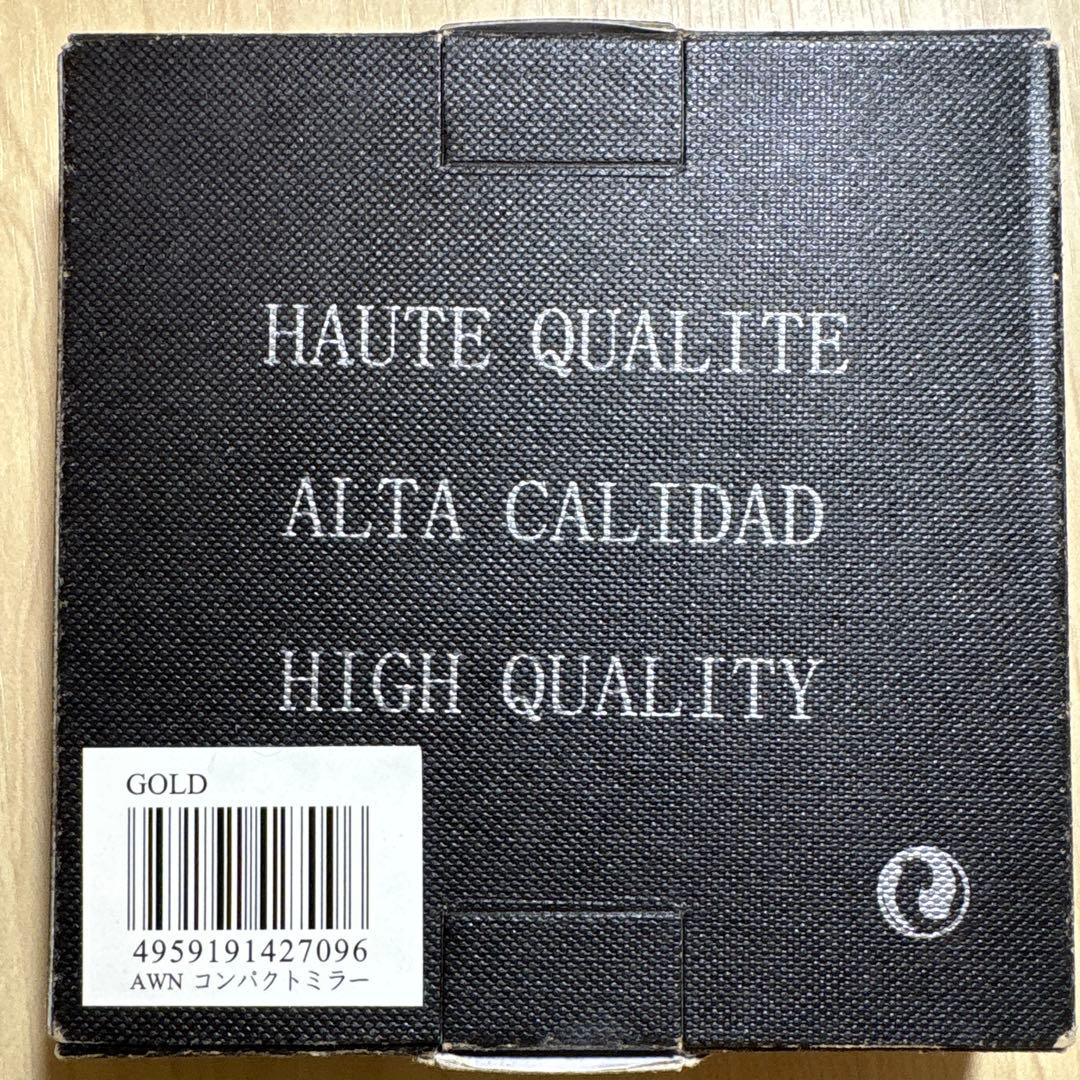 HAUTE QUALITE
ALTA CALIDAD
HIGH QUALITY
GOLD
4959191427096
AWN コンパクトミラー